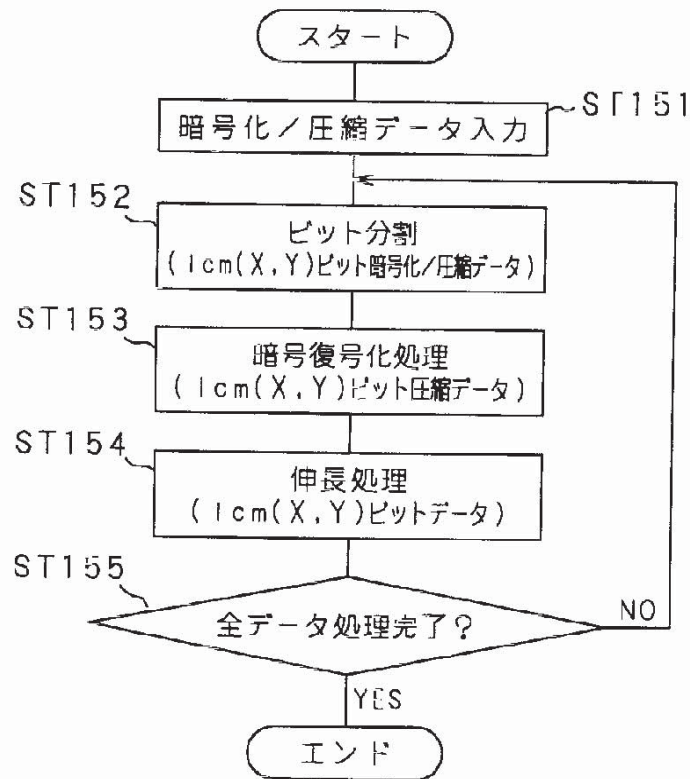 スタート
ST151
暗号化／圧縮データ入力
ST152
ビット分割
(lcm(X,Y)ビット暗号化／圧縮データ)
ST153
暗号復号化処理
(lcm(X,Y)ビット圧縮データ)
ST154
伸長処理
(lcm(X,Y)ビットデータ)
ST155
全データ処理完了？
NO
YES
エンド